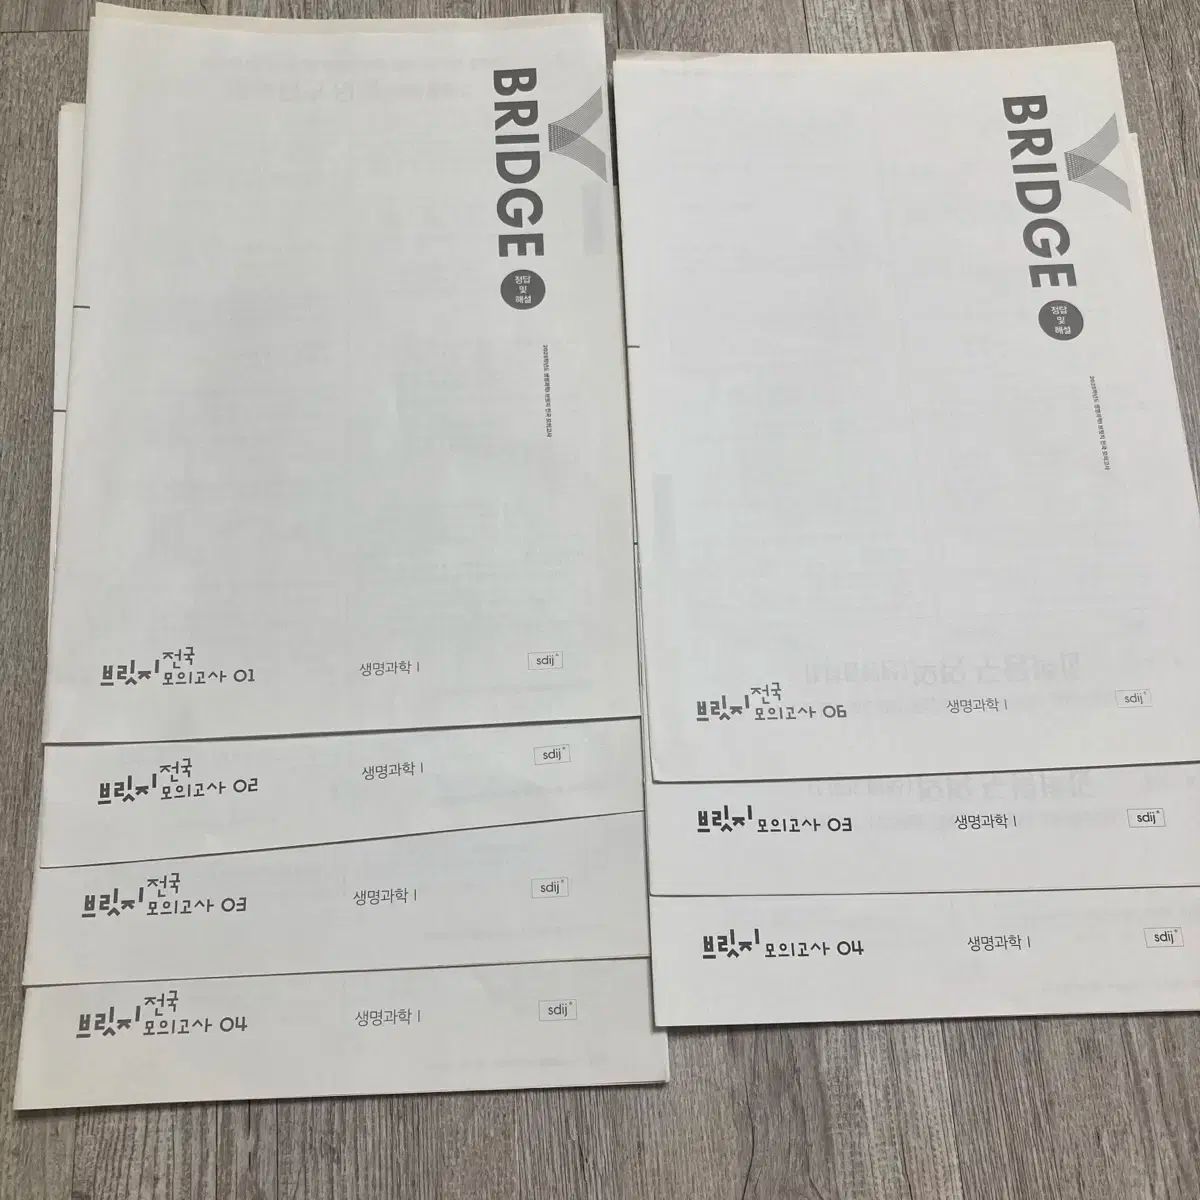 BRIDGE
정답
및
해설
브릿지 전국 모의고사 01
생명과학 I
sdij+
브릿지 전국 모의고사 02
생명과학 I
sdij+
브릿지 전국 모의고사 03
생명과학 I
sdij+
브릿지 전국 모의고사 04
생명과학 I
sdij+
BRIDGE
정답
및
해설
브릿지 전국 모의고사 06
생명과학 I
sdij+
브릿지 모의고사 03
생명과학 I
sdij+
브릿지 모의고사 04
생명과학 I
sdij+